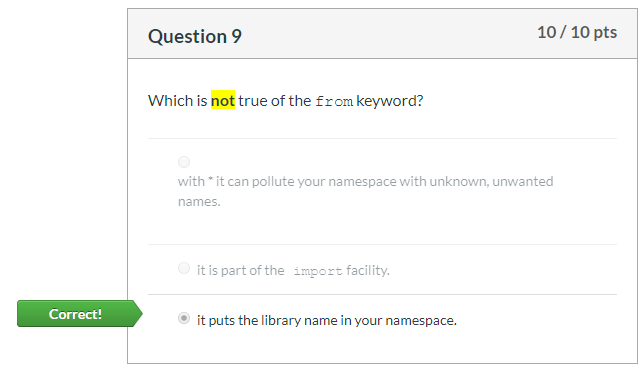 Question 9
10 / 10 pts
Which is not true of the from keyword?
with * it can pollute your namespace with unknown, unwanted
names.
it is part of the import facility.
Correct!
it puts the library name in your namespace.